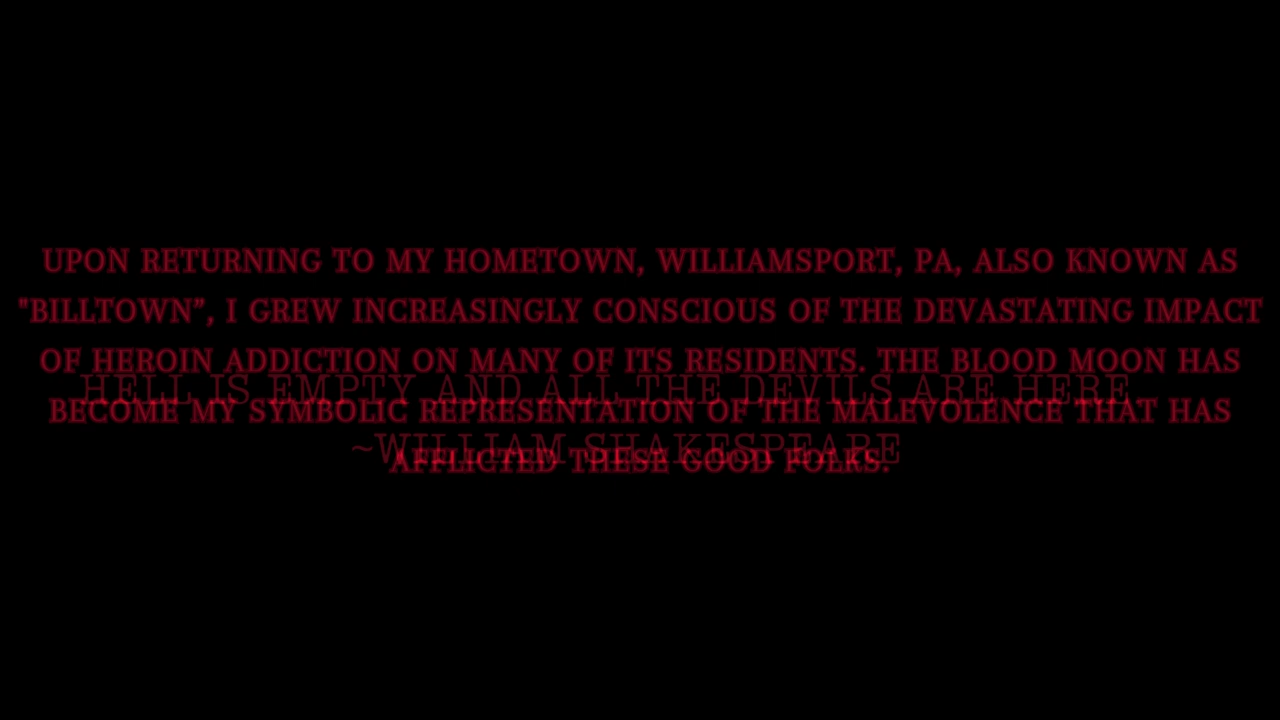 UPON RETURNING TO MY HOMETOWN, WILLIAMSPORT, PA, ALSO KNOWN AS
"BILLTOWN”, I GREW INCREASINGLY CONSCIOUS OF THE DEVASTATING IMPACT
OF HEROIN ADDICTION ON MANY OF ITS RESIDENTS. THE BLOOD MOON HAS
HELL IS EMPTY AND ALL THE DEVILS ARE HERE.
BECOME MY SYMBOLIC REPRESENTATION OF THE MALEVOLENCE THAT HAS
~WILLIAM SHAKESPEARE
AFFLICTED THESE GOOD FOLKS.